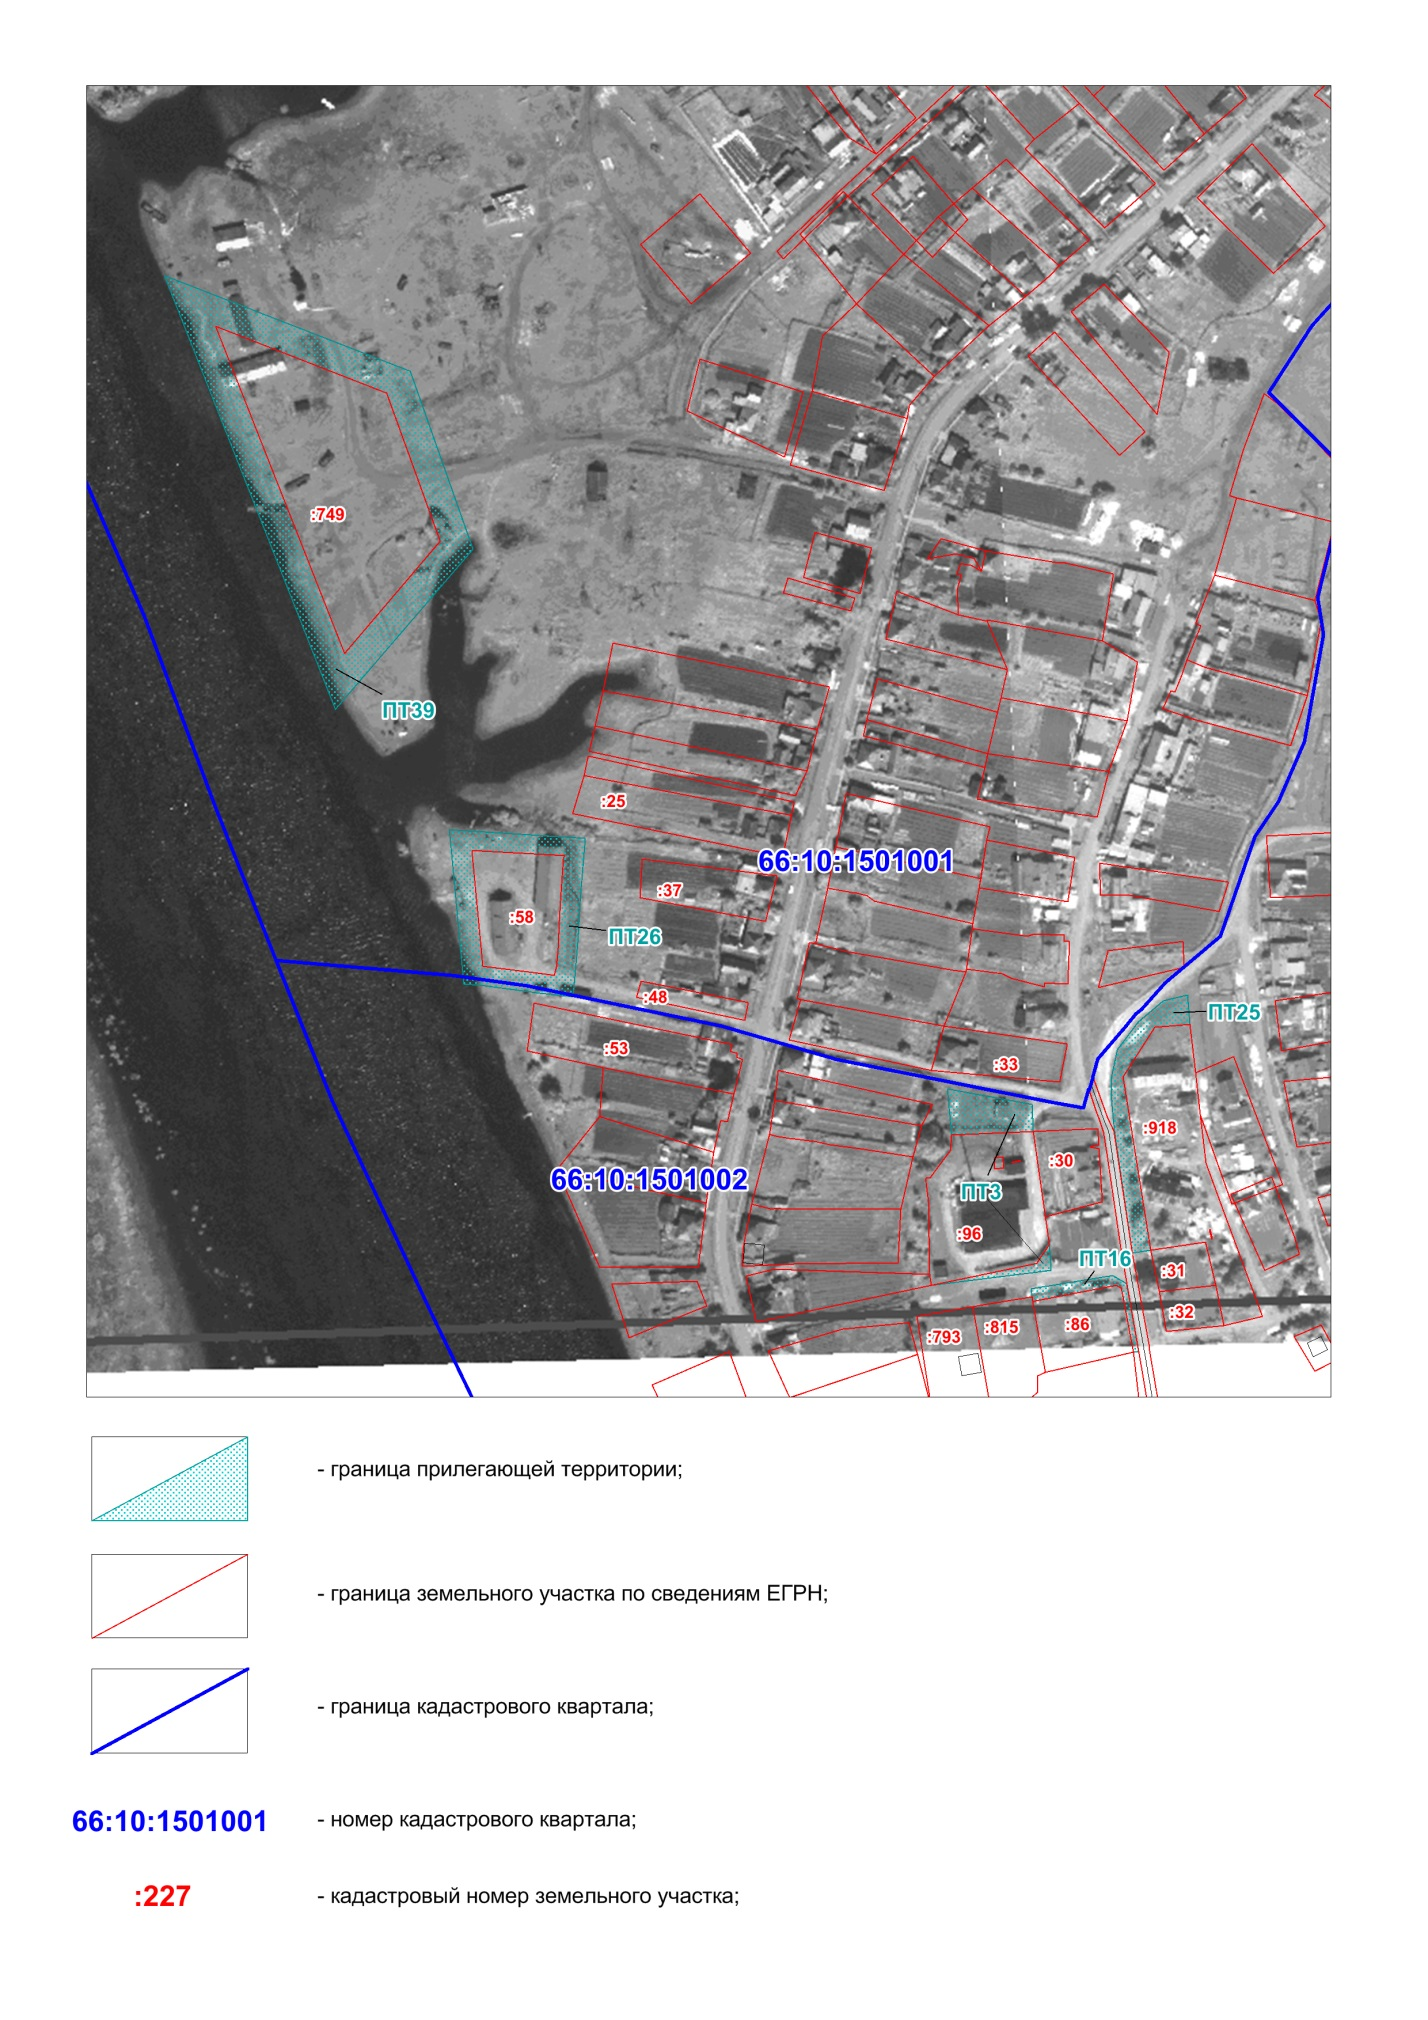 :749
ПТ39
:25
66:10:1501001
:37
:58
ПТ26
:48
ПТ25
:53
:33
:918
:30
66:10:1501002
ПТ3
:96
ПТ16
:31
:32
:86
:815
:793
- граница прилегающей территории;
- граница земельного участка по сведениям ЕГРН;
- граница кадастрового квартала;
66:10:1501001 - номер кадастрового квартала;
:227 - кадастровый номер земельного участка;